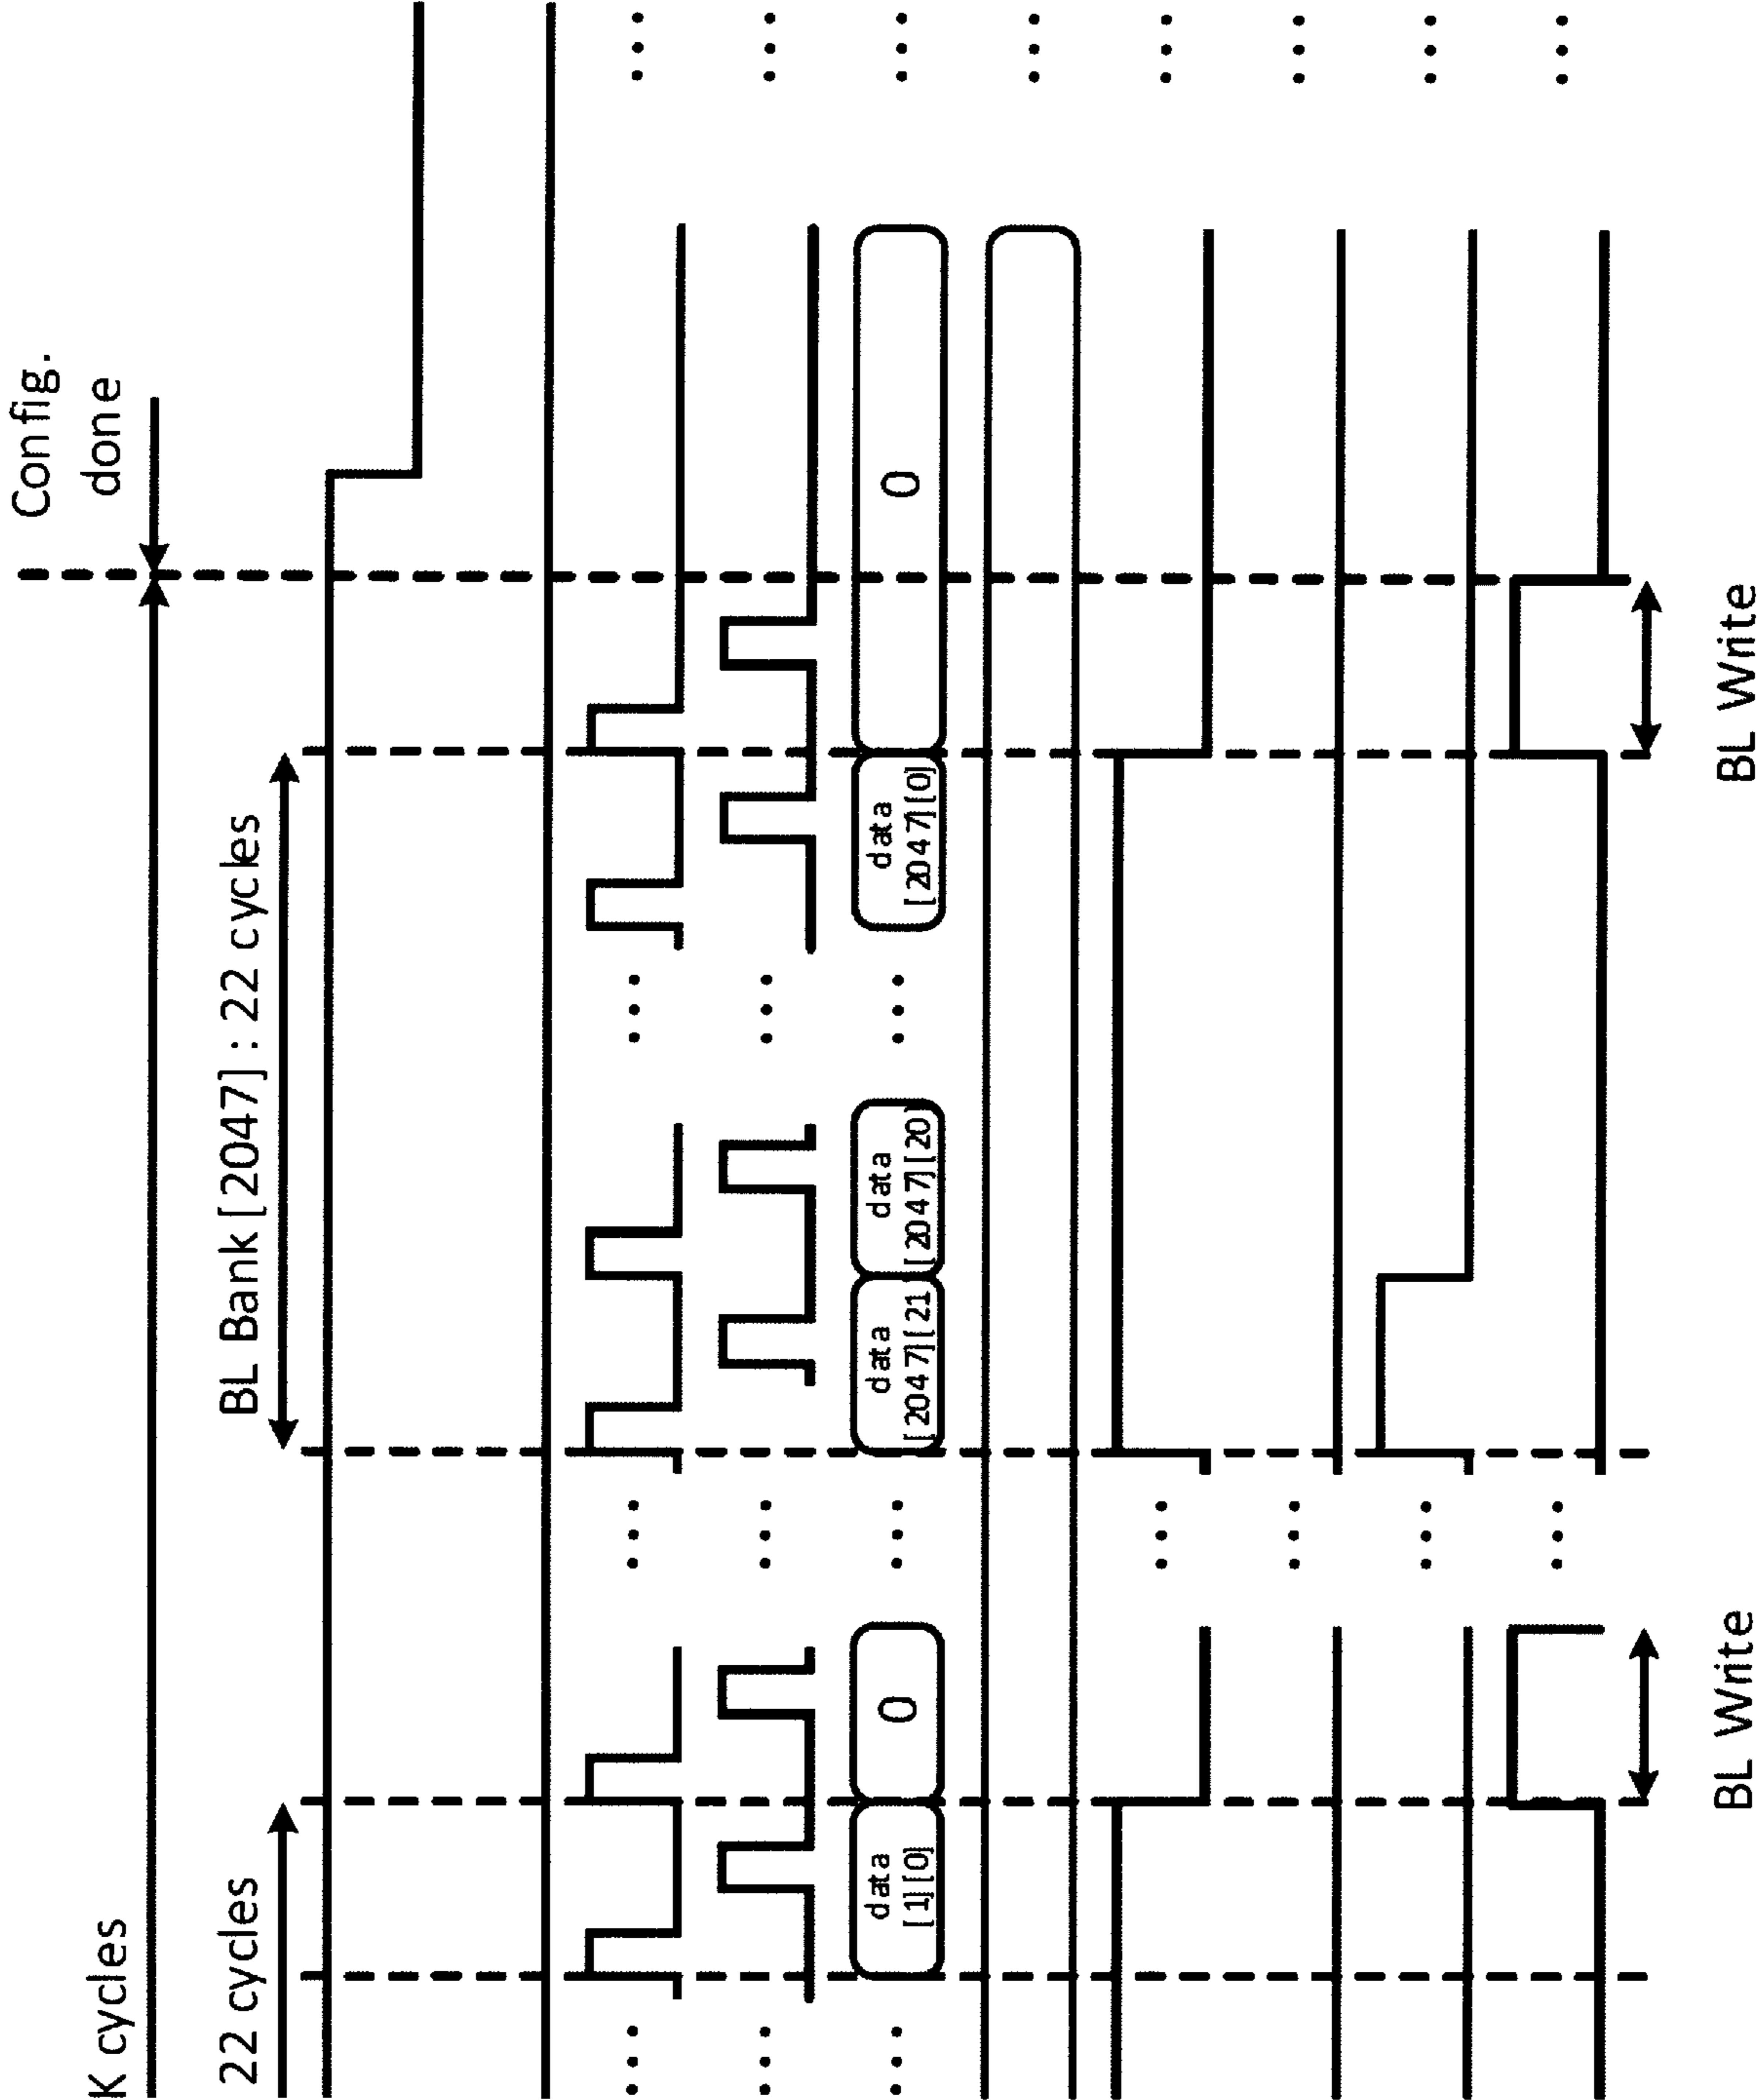 Config.
done
K cycles
22 cycles
BL Bank[2047] : 22 cycles
data
[1][0]
0
data
[2047][21]
data
[2047][20]
data
[2047][0]
0
BL Write
BL Write